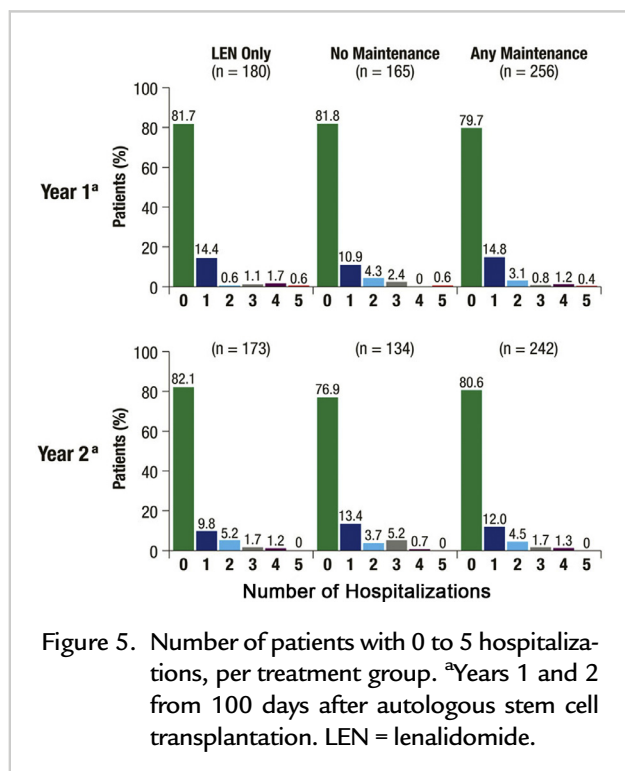 LEN Only No Maintenance Any Maintenance
(n = 180) (n = 165) (n = 256)
100
80
60
40
20
0
Patients (%)
Year 1a
81.7 14.4 0.6 1.1 1.7 0.6
81.8 10.9 4.3 2.4 0 0.6
79.7 14.8 3.1 0.8 1.2 0.4
0 1 2 3 4 5 0 1 2 3 4 5 0 1 2 3 4 5
(n = 173) (n = 134) (n = 242)
100
80
60
40
20
0
Patients (%)
Year 2a
82.1 9.8 5.2 1.7 1.2 0
76.9 13.4 3.7 5.2 0.7 0
80.6 12.0 4.5 1.7 1.3 0
0 1 2 3 4 5 0 1 2 3 4 5 0 1 2 3 4 5
Number of Hospitalizations
Figure 5. Number of patients with 0 to 5 hospitaliza-
tions, per treatment group. aYears 1 and 2
from 100 days after autologous stem cell
transplantation. LEN = lenalidomide.